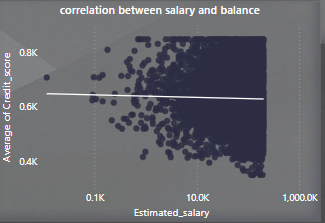 correlation between salary and balance
Average of Credit_score
0.8K
0.6K
0.4K
0.1K
10.0K
1,000.0K
Estimated_salary